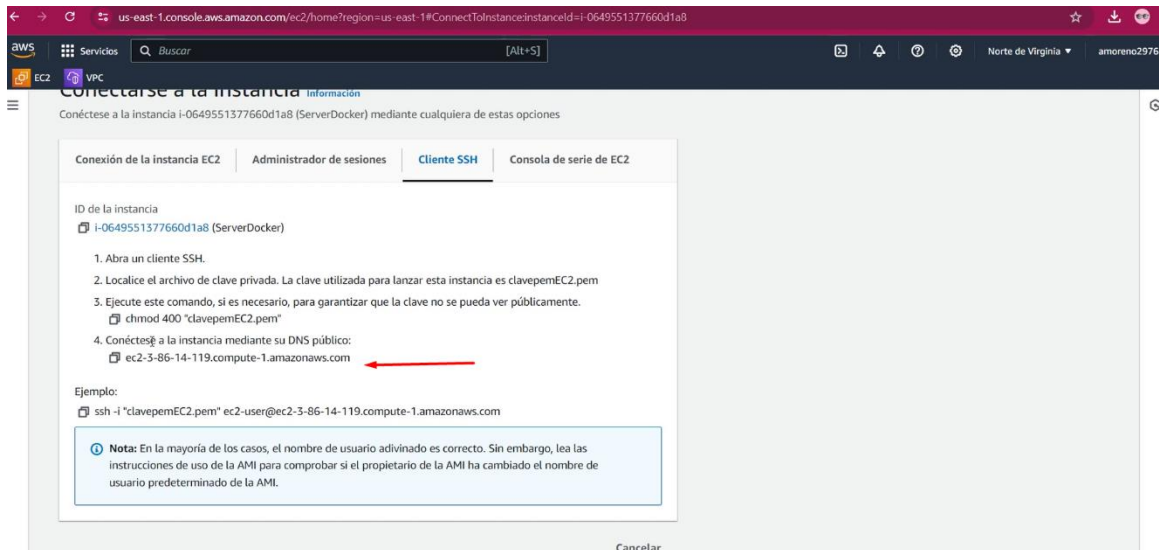 us-east-1.console.aws.amazon.com/ec2/home?region=us-east-1#ConnectToInstance:instanceId=i-0649551377660d1a8
aws
Servicios
Buscar
[Alt+S]
Norte de Virginia
amoreno2976
EC2
VPC
Conectarse a la instancia Información
Conéctese a la instancia i-0649551377660d1a8 (ServerDocker) mediante cualquiera de estas opciones
Conexión de la instancia EC2
Administrador de sesiones
Cliente SSH
Consola de serie de EC2
ID de la instancia
i-0649551377660d1a8 (ServerDocker)
1. Abra un cliente SSH.
2. Localice el archivo de clave privada. La clave utilizada para lanzar esta instancia es clavepemEC2.pem
3. Ejecute este comando, si es necesario, para garantizar que la clave no se pueda ver públicamente.
chmod 400 "clavepemEC2.pem"
4. Conéctese a la instancia mediante su DNS público:
ec2-3-86-14-119.compute-1.amazonaws.com
Ejemplo:
ssh -i "clavepemEC2.pem" ec2-user@ec2-3-86-14-119.compute-1.amazonaws.com
Nota: En la mayoría de los casos, el nombre de usuario adivinado es correcto. Sin embargo, lea las
instrucciones de uso de la AMI para comprobar si el propietario de la AMI ha cambiado el nombre de
usuario predeterminado de la AMI.
Cancelar